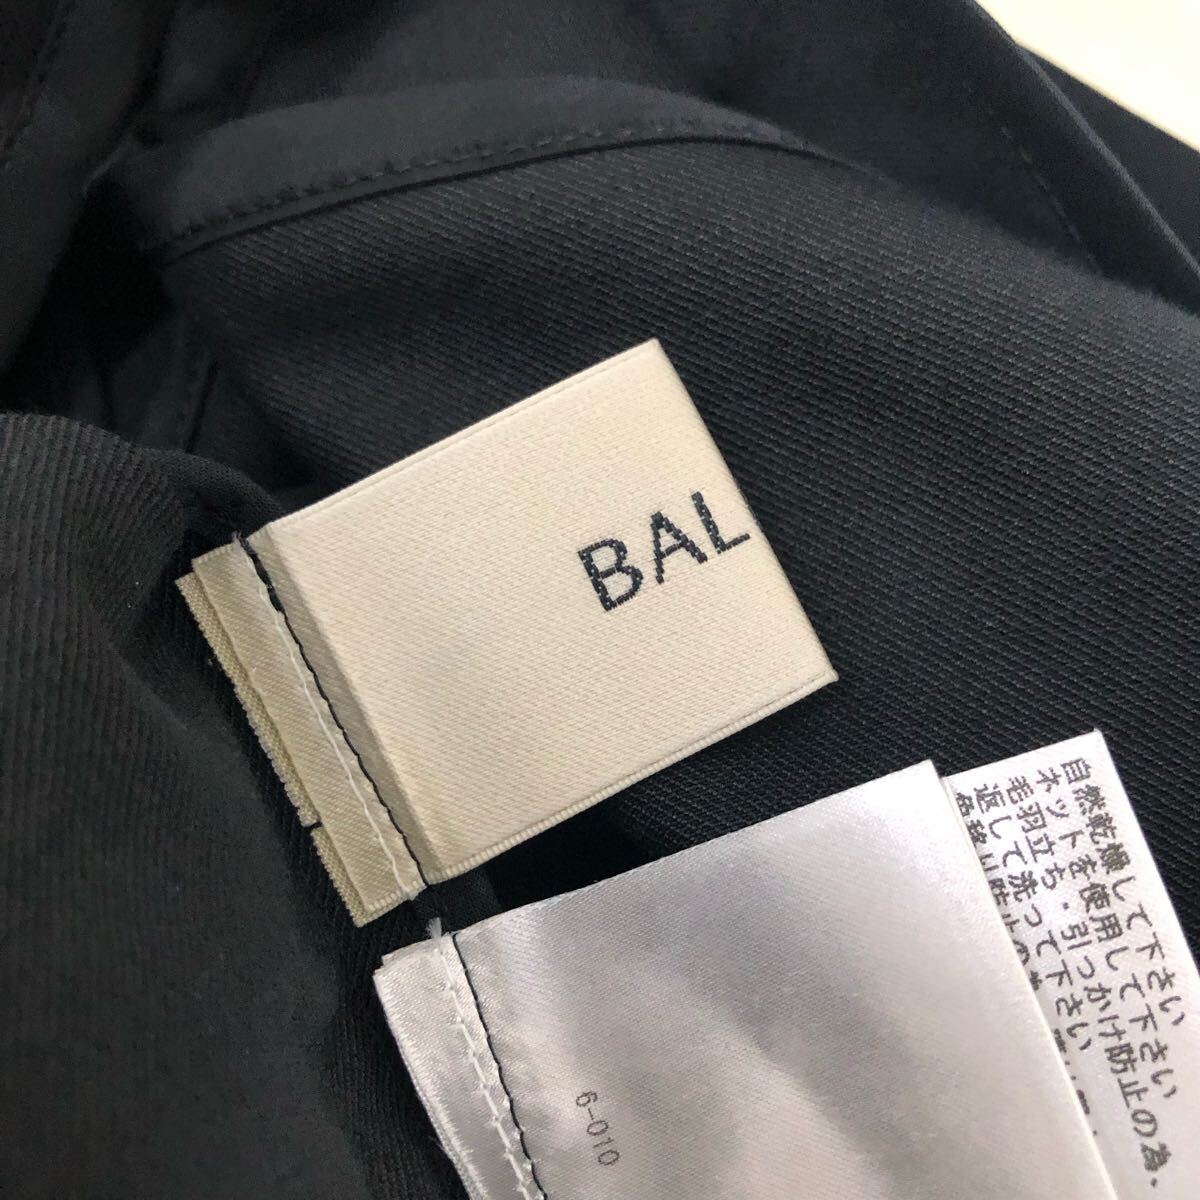 BAL
自然乾燥して下さい
ネットを使用して下さい
毛羽立ち・引っかけ防止の為、
返して洗って下さい
6-010